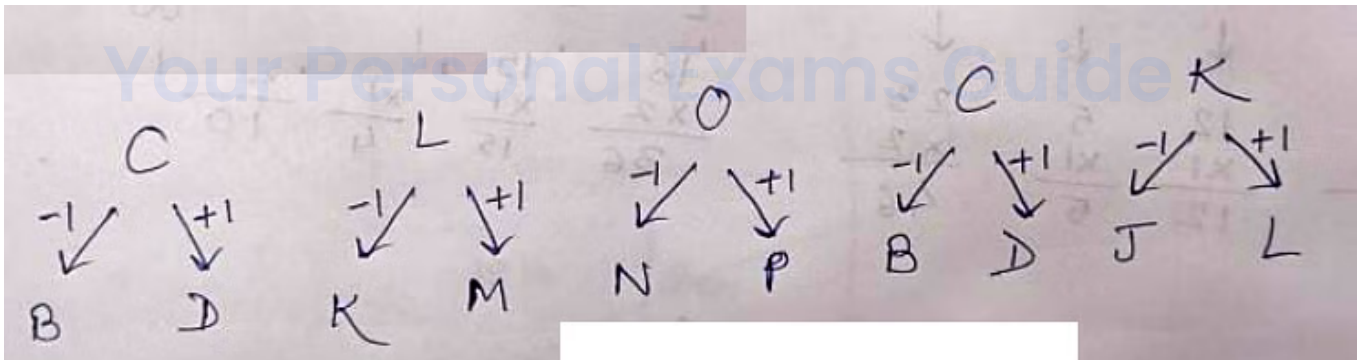 Your Personal Exams Guide
C L O C K
-1 +1 -1 +1 -1 +1 -1 +1 -1 +1
B D K M N P B D J L